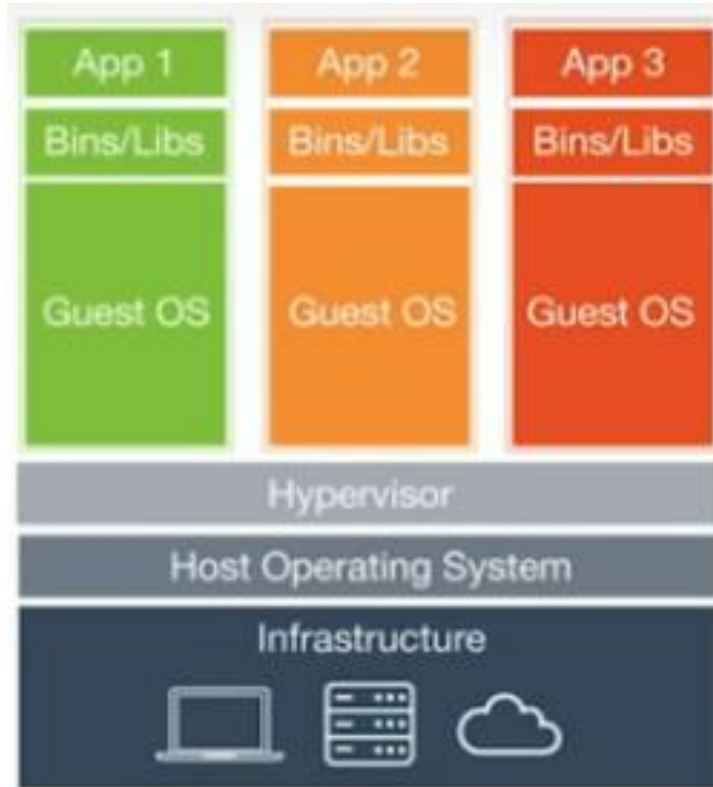 App 1
App 2
App 3
Bins/Libs
Bins/Libs
Bins/Libs
Guest OS
Guest OS
Guest OS
Hypervisor
Host Operating System
Infrastructure